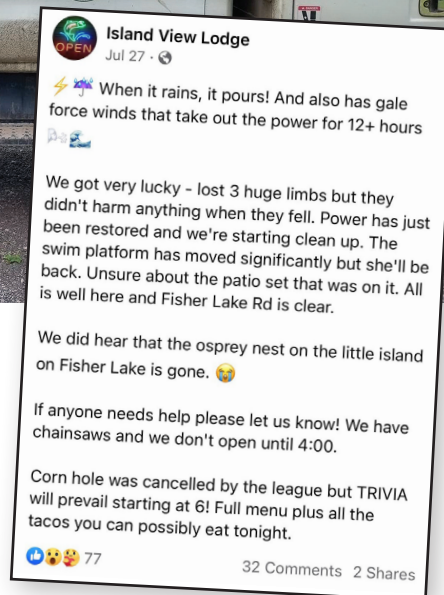 OPEN
Island View Lodge
Jul 27 ·
⚡☔ When it rains, it pours! And also has gale
force winds that take out the power for 12+ hours
🌬️🌊
We got very lucky - lost 3 huge limbs but they
didn't harm anything when they fell. Power has just
been restored and we're starting clean up. The
swim platform has moved significantly but she'll be
back. Unsure about the patio set that was on it. All
is well here and Fisher Lake Rd is clear.
We did hear that the osprey nest on the little island
on Fisher Lake is gone. 😭
If anyone needs help please let us know! We have
chainsaws and we don't open until 4:00.
Corn hole was cancelled by the league but TRIVIA
will prevail starting at 6! Full menu plus all the
tacos you can possibly eat tonight.
77
32 Comments 2 Shares